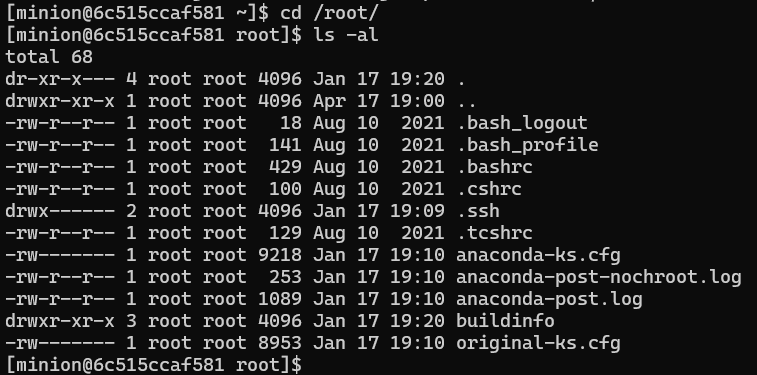 [minion@6c515ccaf581 ~]$ cd /root/
[minion@6c515ccaf581 root]$ ls -al
total 68
dr-xr-x--- 4 root root 4096 Jan 17 19:20 .
drwxr-xr-x 1 root root 4096 Apr 17 19:00 ..
-rw-r--r-- 1 root root   18 Aug 10  2021 .bash_logout
-rw-r--r-- 1 root root  141 Aug 10  2021 .bash_profile
-rw-r--r-- 1 root root  429 Aug 10  2021 .bashrc
-rw-r--r-- 1 root root  100 Aug 10  2021 .cshrc
drwx------ 2 root root 4096 Jan 17 19:09 .ssh
-rw-r--r-- 1 root root  129 Aug 10  2021 .tcshrc
-rw------- 1 root root 9218 Jan 17 19:10 anaconda-ks.cfg
-rw-r--r-- 1 root root  253 Jan 17 19:10 anaconda-post-nochroot.log
-rw-r--r-- 1 root root 1089 Jan 17 19:10 anaconda-post.log
drwxr-xr-x 3 root root 4096 Jan 17 19:20 buildinfo
-rw------- 1 root root 8953 Jan 17 19:10 original-ks.cfg
[minion@6c515ccaf581 root]$